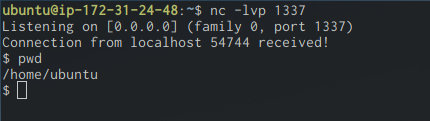 ubuntu@ip-172-31-24-48:~$ nc -lvp 1337
Listening on [0.0.0.0] (family 0, port 1337)
Connection from localhost 54744 received!
$ pwd
/home/ubuntu
$